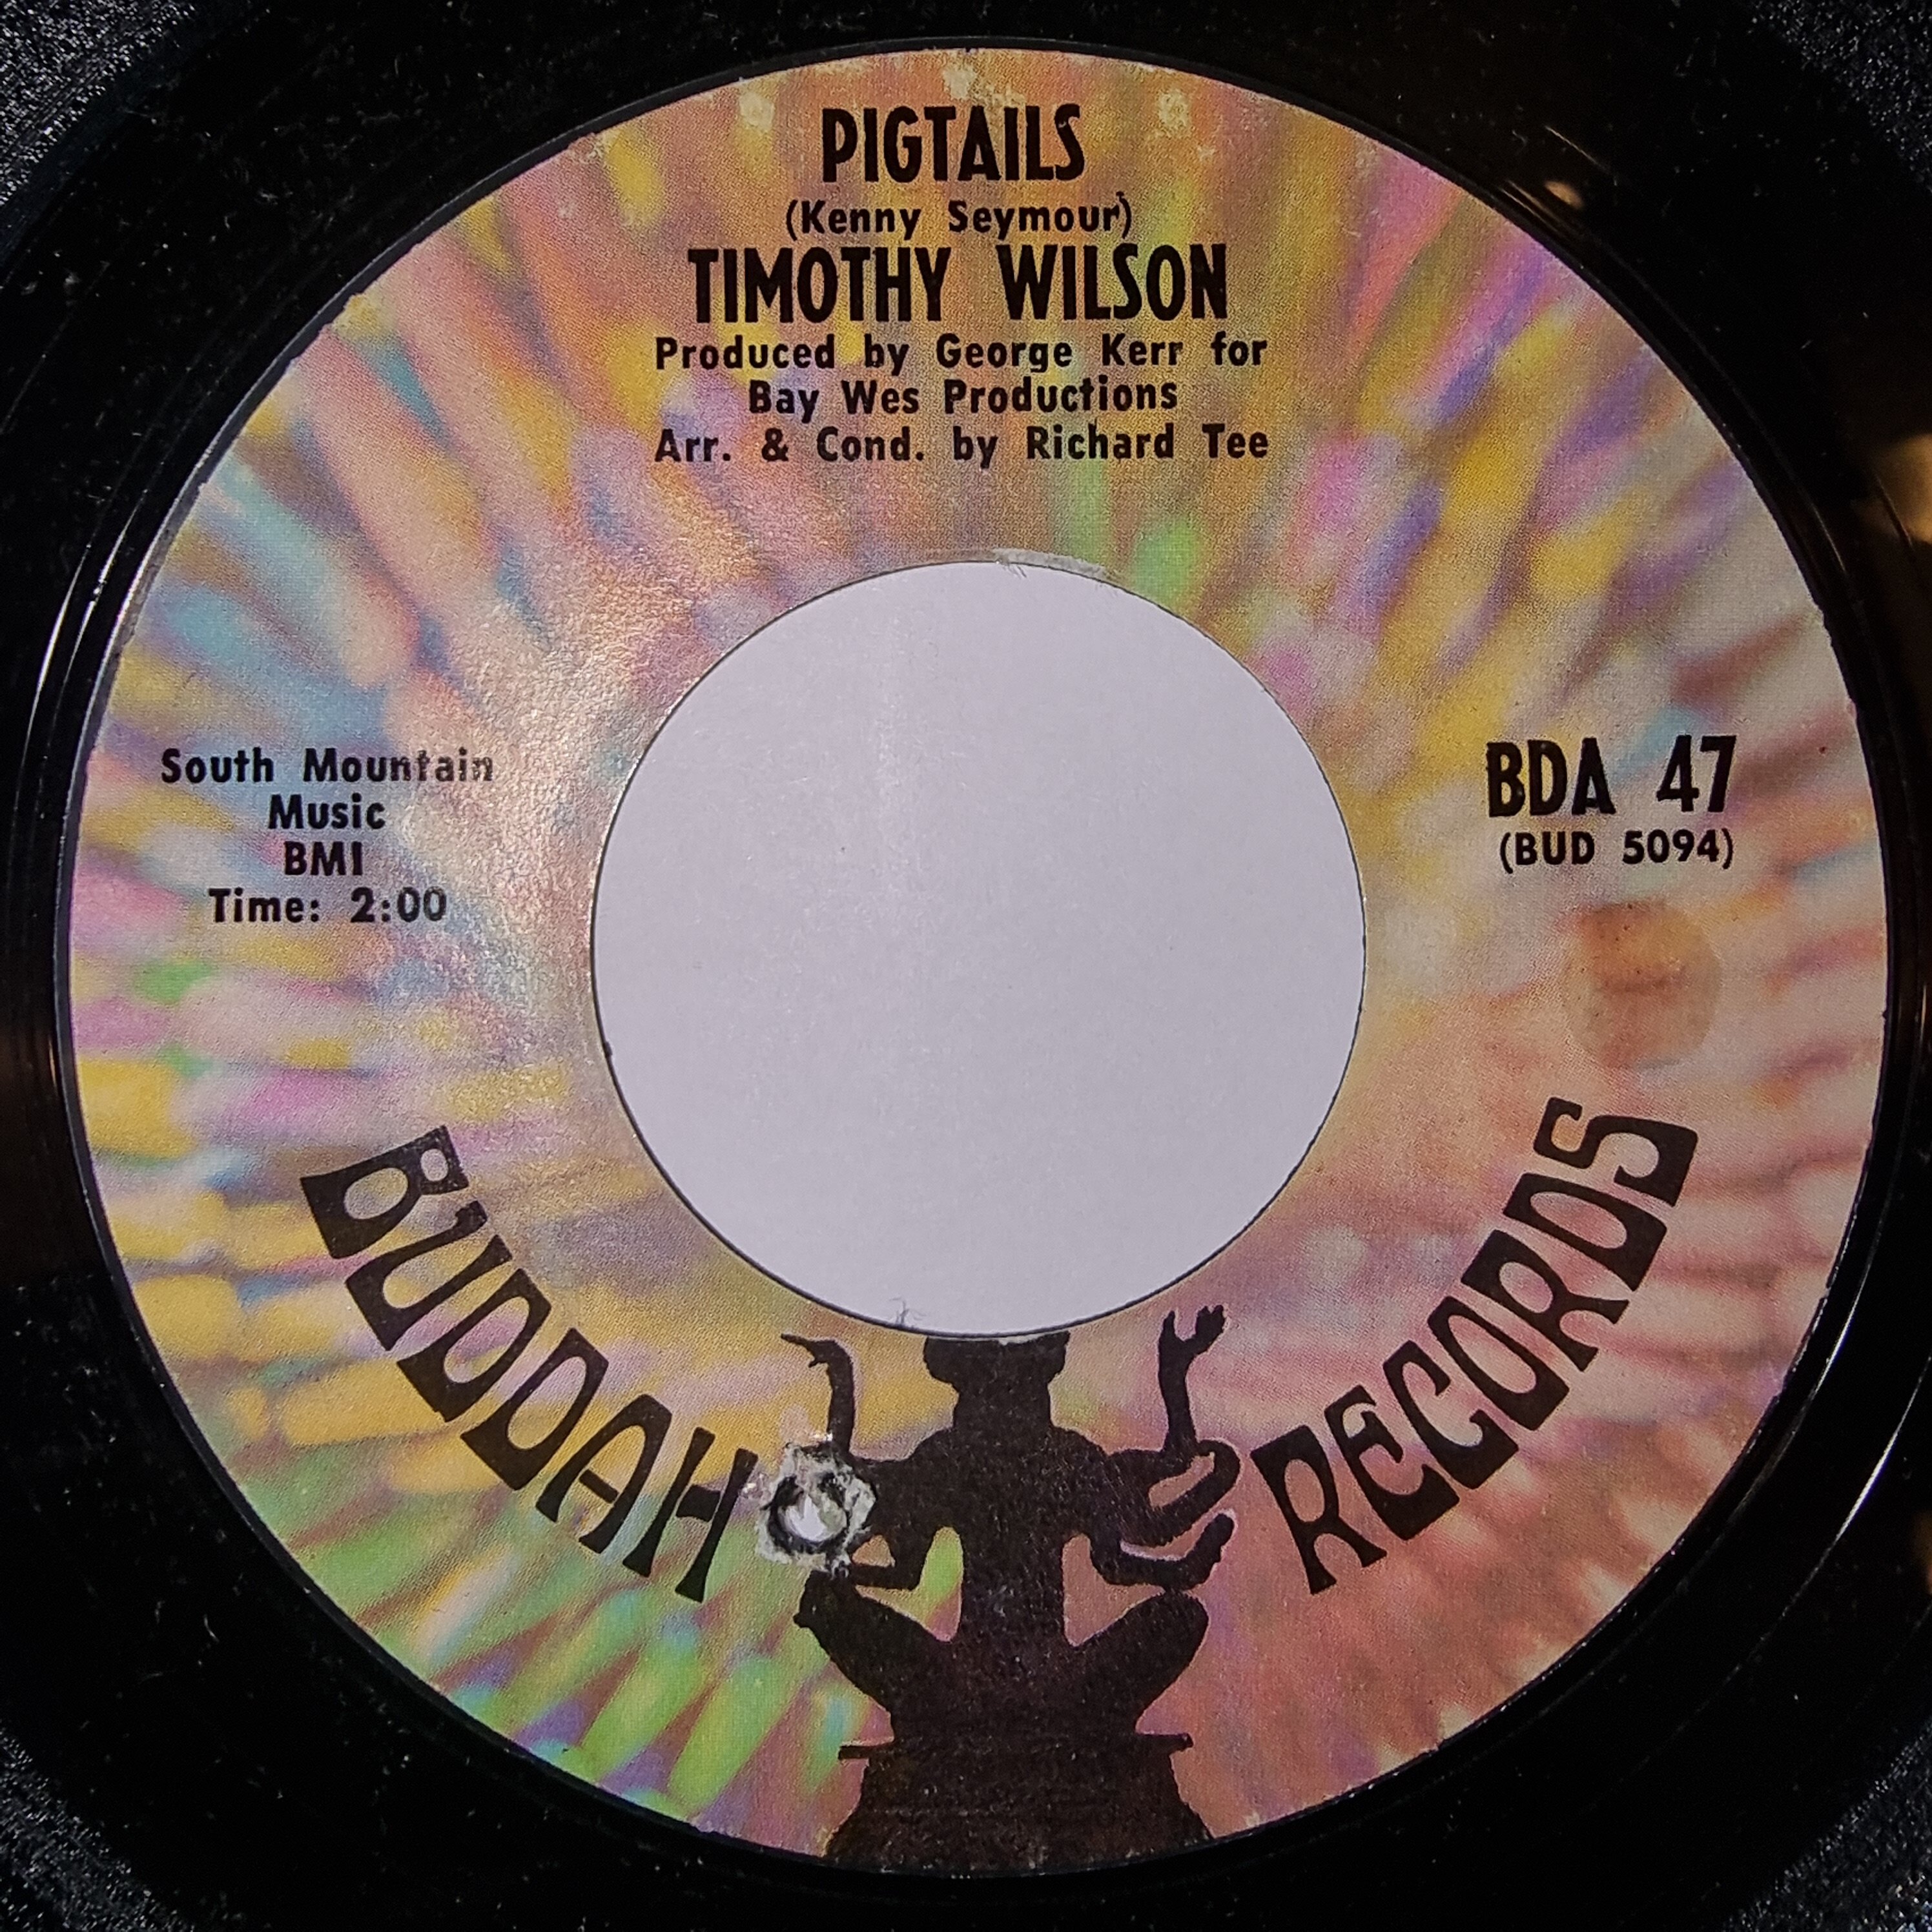 PIGTAILS
(Kenny Seymour)
TIMOTHY WILSON
Produced by George Kerr for
Bay Wes Productions
Arr. & Cond. by Richard Tee
South Mountain
Music
BMI
Time: 2:00
BDA 47
(BUD 5094)
BUDDAH RECORDS